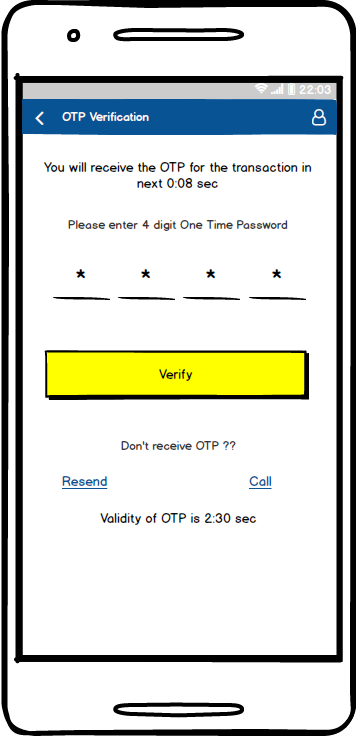 22:03
OTP Verification
You will receive the OTP for the transaction in
next 0:08 sec
Please enter 4 digit One Time Password
* * * *
Verify
Don't receive OTP ??
Resend Call
Validity of OTP is 2:30 sec